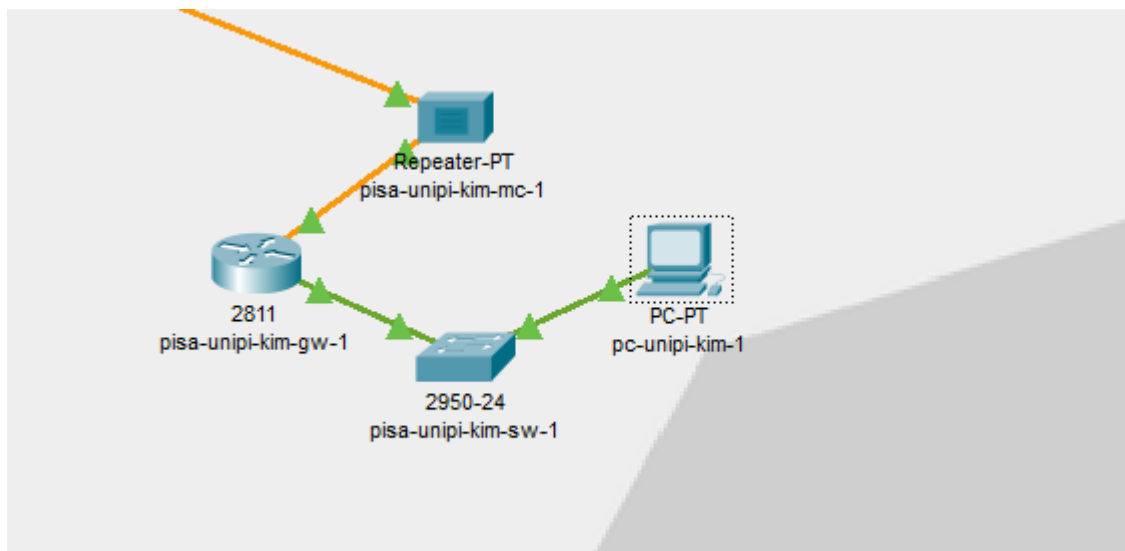 Repeater-PT
pisa-unipi-kim-mc-1
2811
pisa-unipi-kim-gw-1
PC-PT
pc-unipi-kim-1
2950-24
pisa-unipi-kim-sw-1